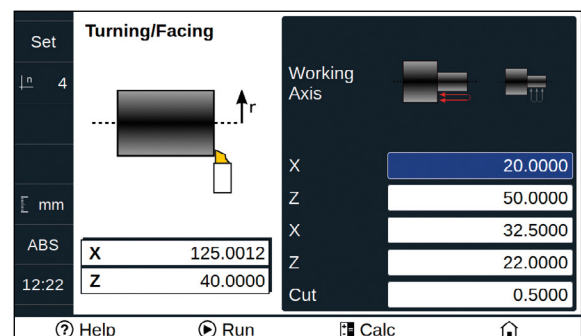 Set
n 4
mm
ABS
12:22
Turning/Facing
r
X 125.0012
Z 40.0000
Working
Axis
X 20.0000
Z 50.0000
X 32.5000
Z 22.0000
Cut 0.5000
? Help Run Calc